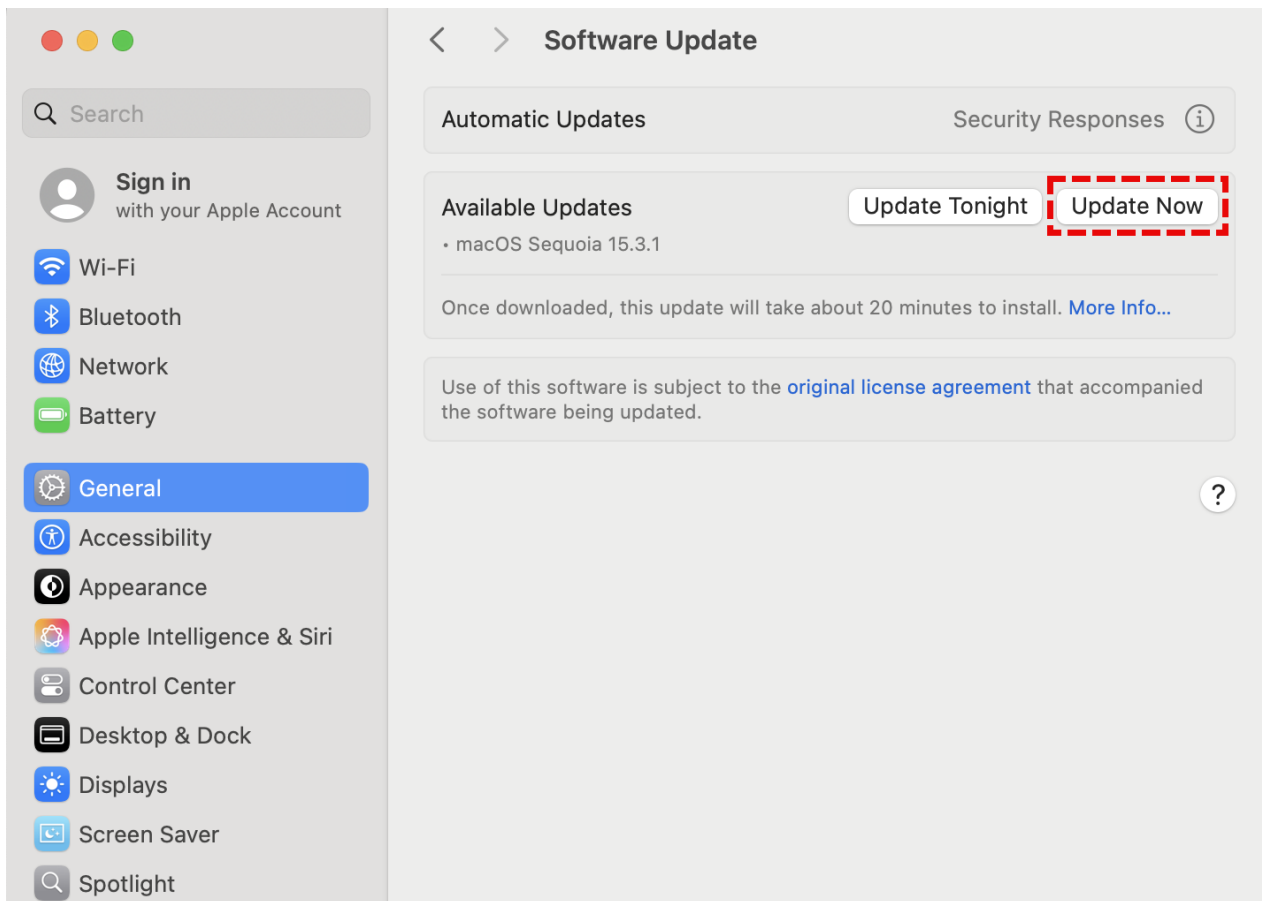 Search
Sign in
with your Apple Account
Wi-Fi
Bluetooth
Network
Battery
General
Accessibility
Appearance
Apple Intelligence & Siri
Control Center
Desktop & Dock
Displays
Screen Saver
Spotlight
Software Update
Automatic Updates Security Responses
Available Updates Update Tonight Update Now
• macOS Sequoia 15.3.1
Once downloaded, this update will take about 20 minutes to install. More Info...
Use of this software is subject to the original license agreement that accompanied
the software being updated.
?